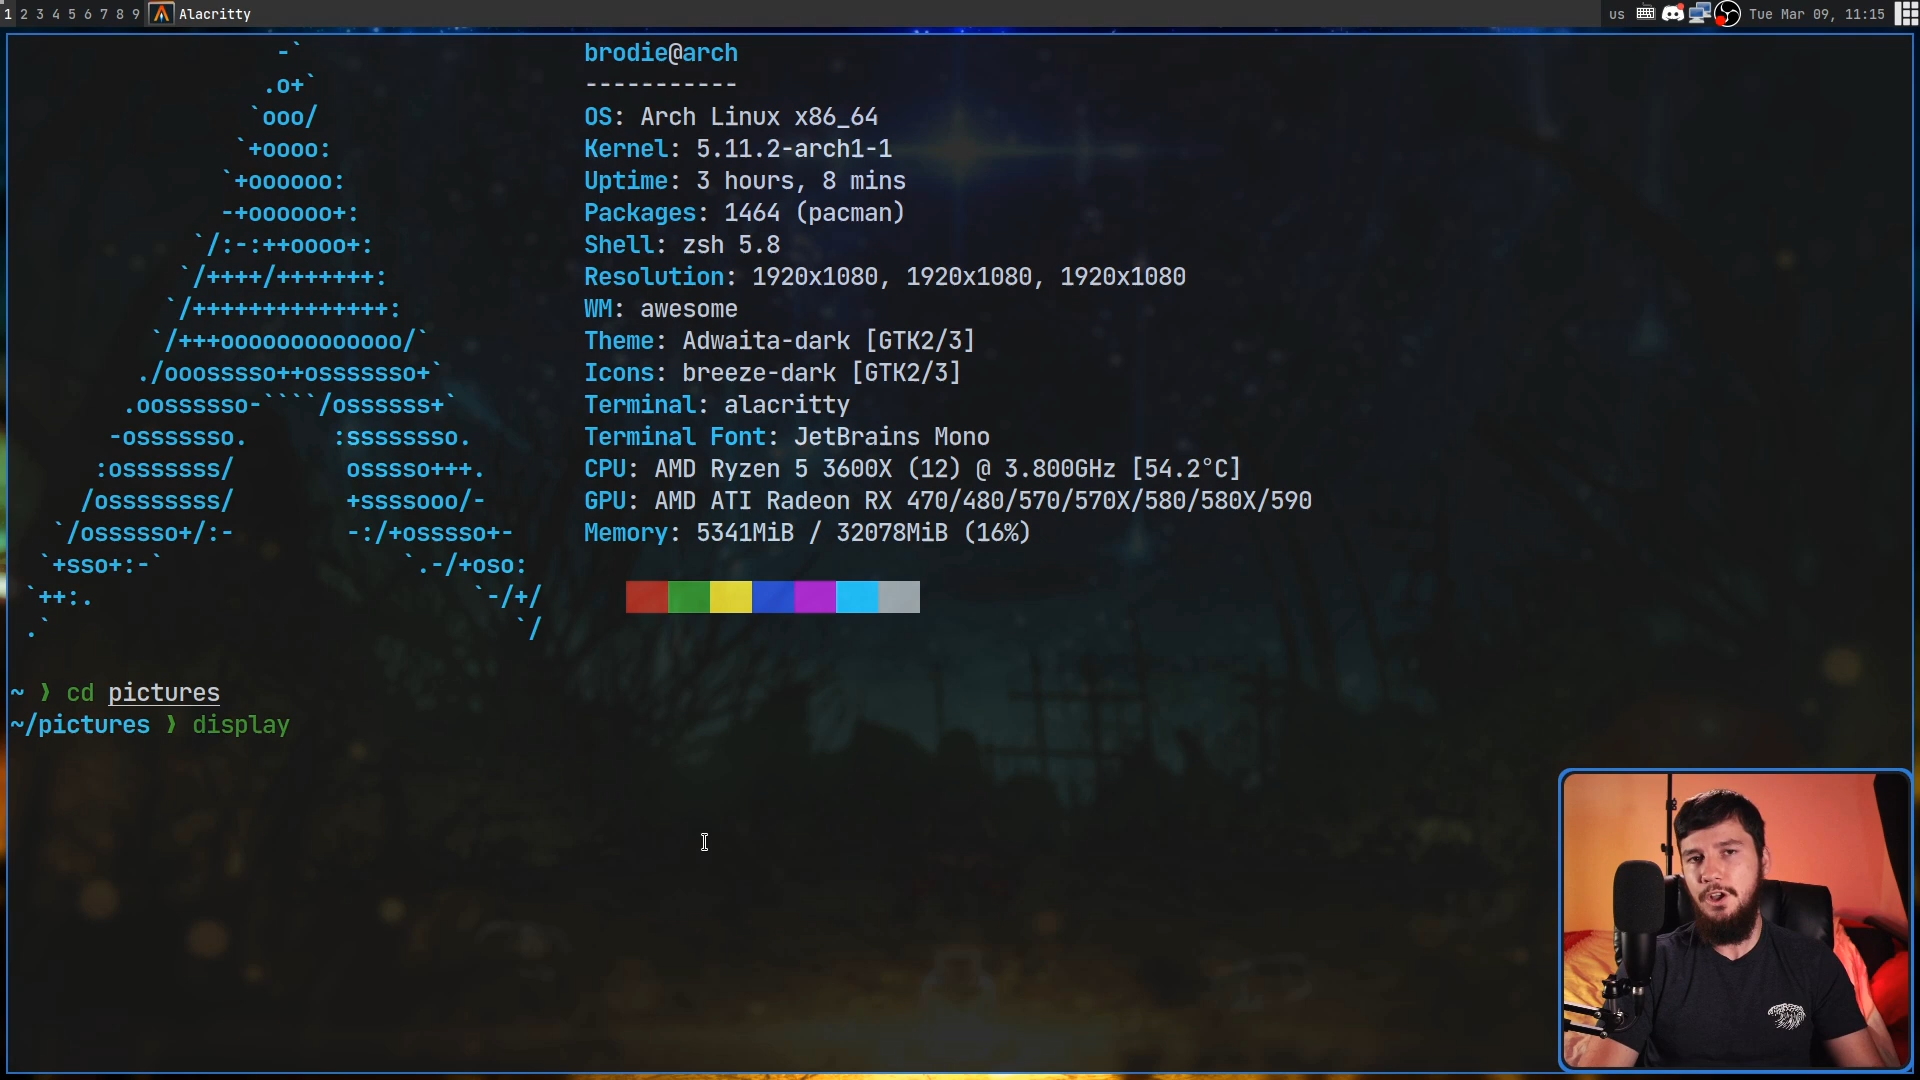 1 2 3 4 5 6 7 8 9 Alacritty us Tue Mar 09, 11:15
brodie@arch
-----------
OS: Arch Linux x86_64
Kernel: 5.11.2-arch1-1
Uptime: 3 hours, 8 mins
Packages: 1464 (pacman)
Shell: zsh 5.8
Resolution: 1920x1080, 1920x1080, 1920x1080
WM: awesome
Theme: Adwaita-dark [GTK2/3]
Icons: breeze-dark [GTK2/3]
Terminal: alacritty
Terminal Font: JetBrains Mono
CPU: AMD Ryzen 5 3600X (12) @ 3.800GHz [54.2°C]
GPU: AMD ATI Radeon RX 470/480/570/570X/580/580X/590
Memory: 5341MiB / 32078MiB (16%)
~ ❯ cd pictures
~/pictures ❯ display